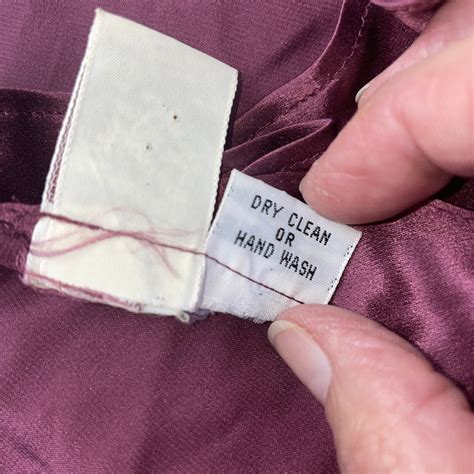 DRY CLEAN
OR
HAND WASH